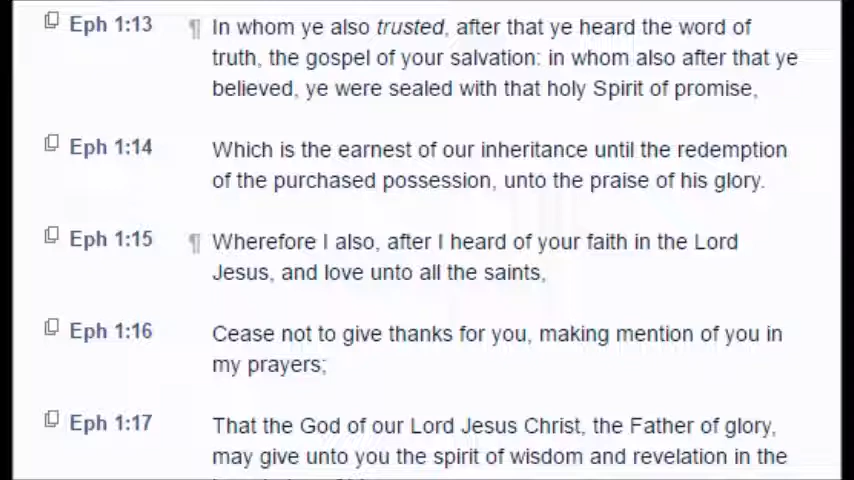 Eph 1:13 ¶ In whom ye also trusted, after that ye heard the word of
truth, the gospel of your salvation: in whom also after that ye
believed, ye were sealed with that holy Spirit of promise,
Eph 1:14 Which is the earnest of our inheritance until the redemption
of the purchased possession, unto the praise of his glory.
Eph 1:15 ¶ Wherefore I also, after I heard of your faith in the Lord
Jesus, and love unto all the saints,
Eph 1:16 Cease not to give thanks for you, making mention of you in
my prayers;
Eph 1:17 That the God of our Lord Jesus Christ, the Father of glory,
may give unto you the spirit of wisdom and revelation in the